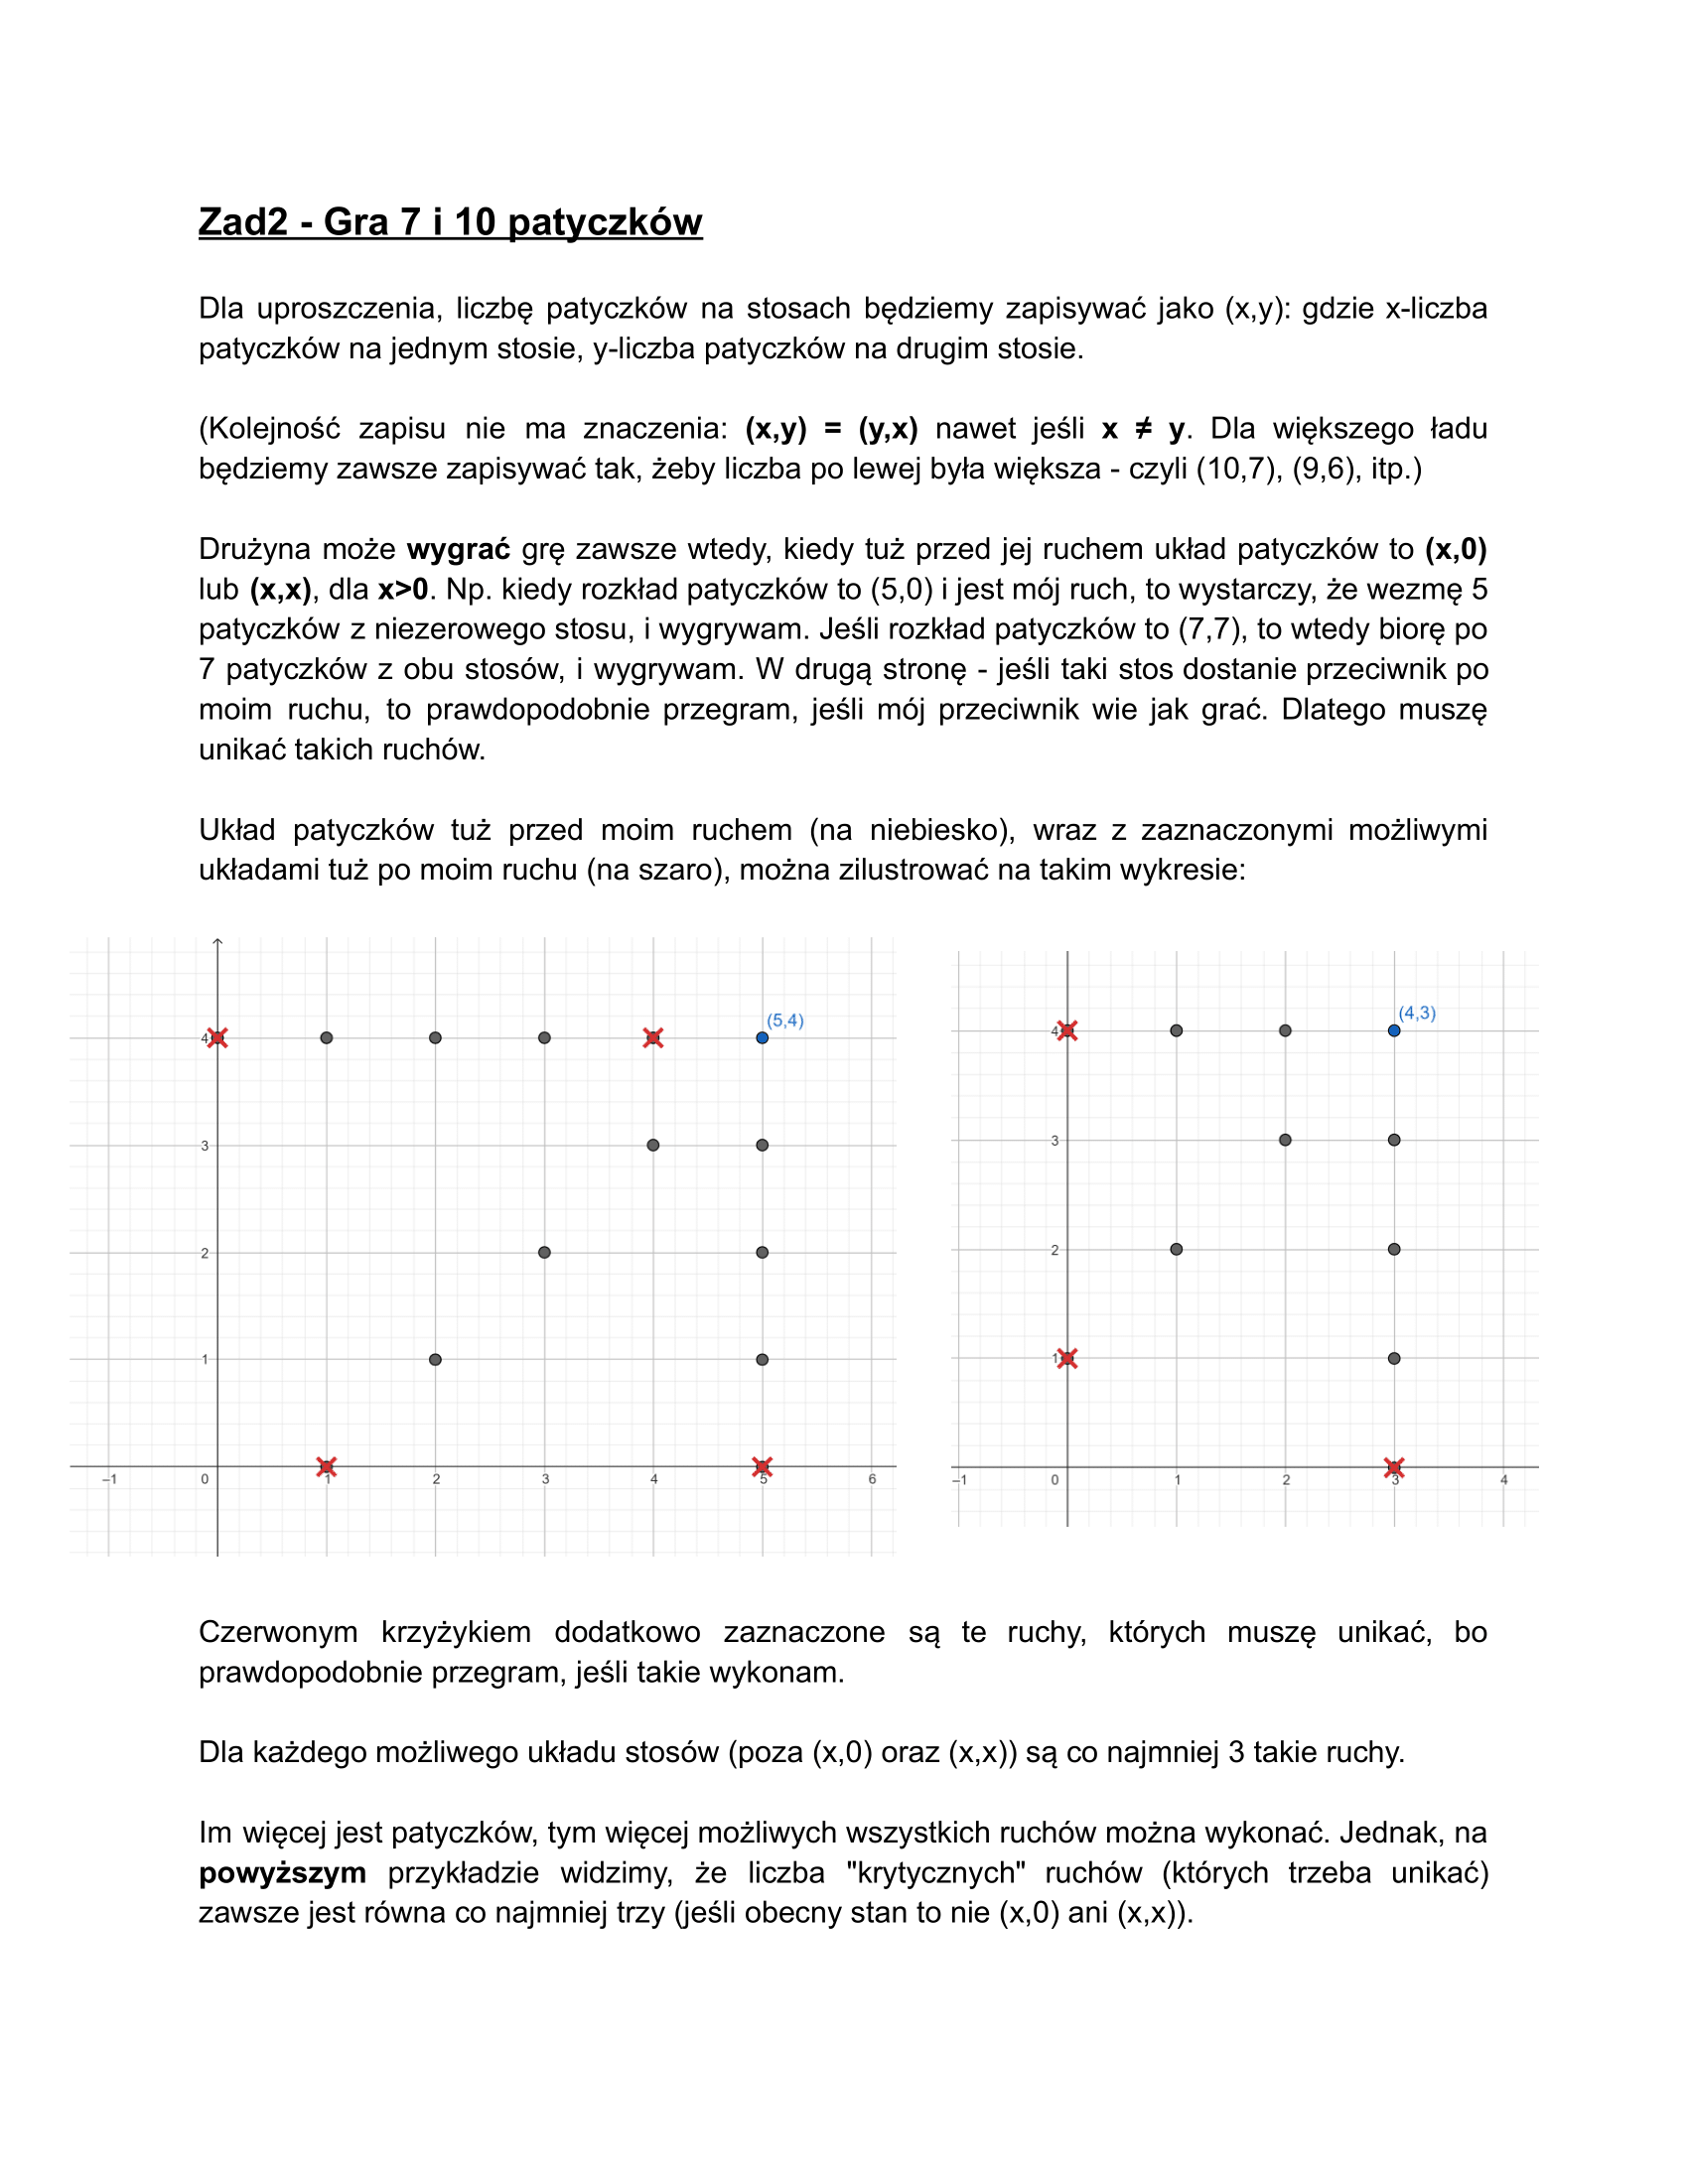 Zad2 - Gra 7 i 10 patyczków
Dla uproszczenia, liczbę patyczków na stosach będziemy zapisywać jako (x,y): gdzie x-liczba
patyczków na jednym stosie, y-liczba patyczków na drugim stosie.
(Kolejność zapisu nie ma znaczenia: (x,y) = (y,x) nawet jeśli x ≠ y. Dla większego ładu
będziemy zawsze zapisywać tak, żeby liczba po lewej była większa - czyli (10,7), (9,6), itp.)
Drużyna może wygrać grę zawsze wtedy, kiedy tuż przed jej ruchem układ patyczków to (x,0)
lub (x,x), dla x>0. Np. kiedy rozkład patyczków to (5,0) i jest mój ruch, to wystarczy, że wezmę 5
patyczków z niezerowego stosu, i wygrywam. Jeśli rozkład patyczków to (7,7), to wtedy biorę po
7 patyczków z obu stosów, i wygrywam. W drugą stronę - jeśli taki stos dostanie przeciwnik po
moim ruchu, to prawdopodobnie przegram, jeśli mój przeciwnik wie jak grać. Dlatego muszę
unikać takich ruchów.
Układ patyczków tuż przed moim ruchem (na niebiesko), wraz z zaznaczonymi możliwymi
układami tuż po moim ruchu (na szaro), można zilustrować na takim wykresie:
(5,4)
4
3
2
1
–1 0 1 2 3 4 5 6
(4,3)
4
3
2
1
–1 0 1 2 3 4
Czerwonym krzyżykiem dodatkowo zaznaczone są te ruchy, których muszę unikać, bo
prawdopodobnie przegram, jeśli takie wykonam.
Dla każdego możliwego układu stosów (poza (x,0) oraz (x,x)) są co najmniej 3 takie ruchy.
Im więcej jest patyczków, tym więcej możliwych wszystkich ruchów można wykonać. Jednak, na
powyższym przykładzie widzimy, że liczba "krytycznych" ruchów (których trzeba unikać)
zawsze jest równa co najmniej trzy (jeśli obecny stan to nie (x,0) ani (x,x)).